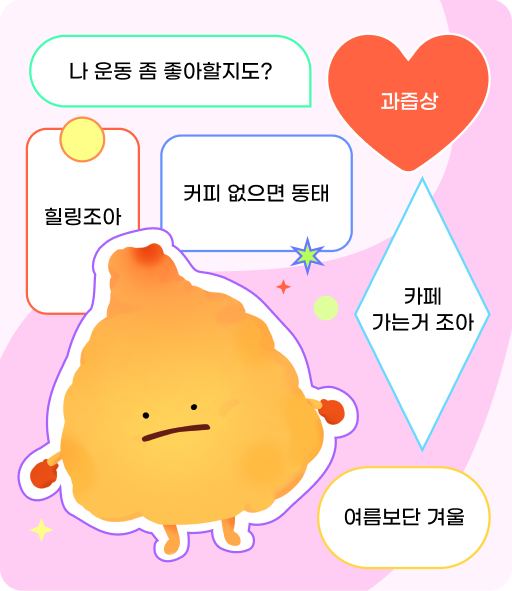 나 운동 좀 좋아할지도?
과즙상
힐링조아
커피 없으면 동태
카페
가는거 조아
여름보단 겨울